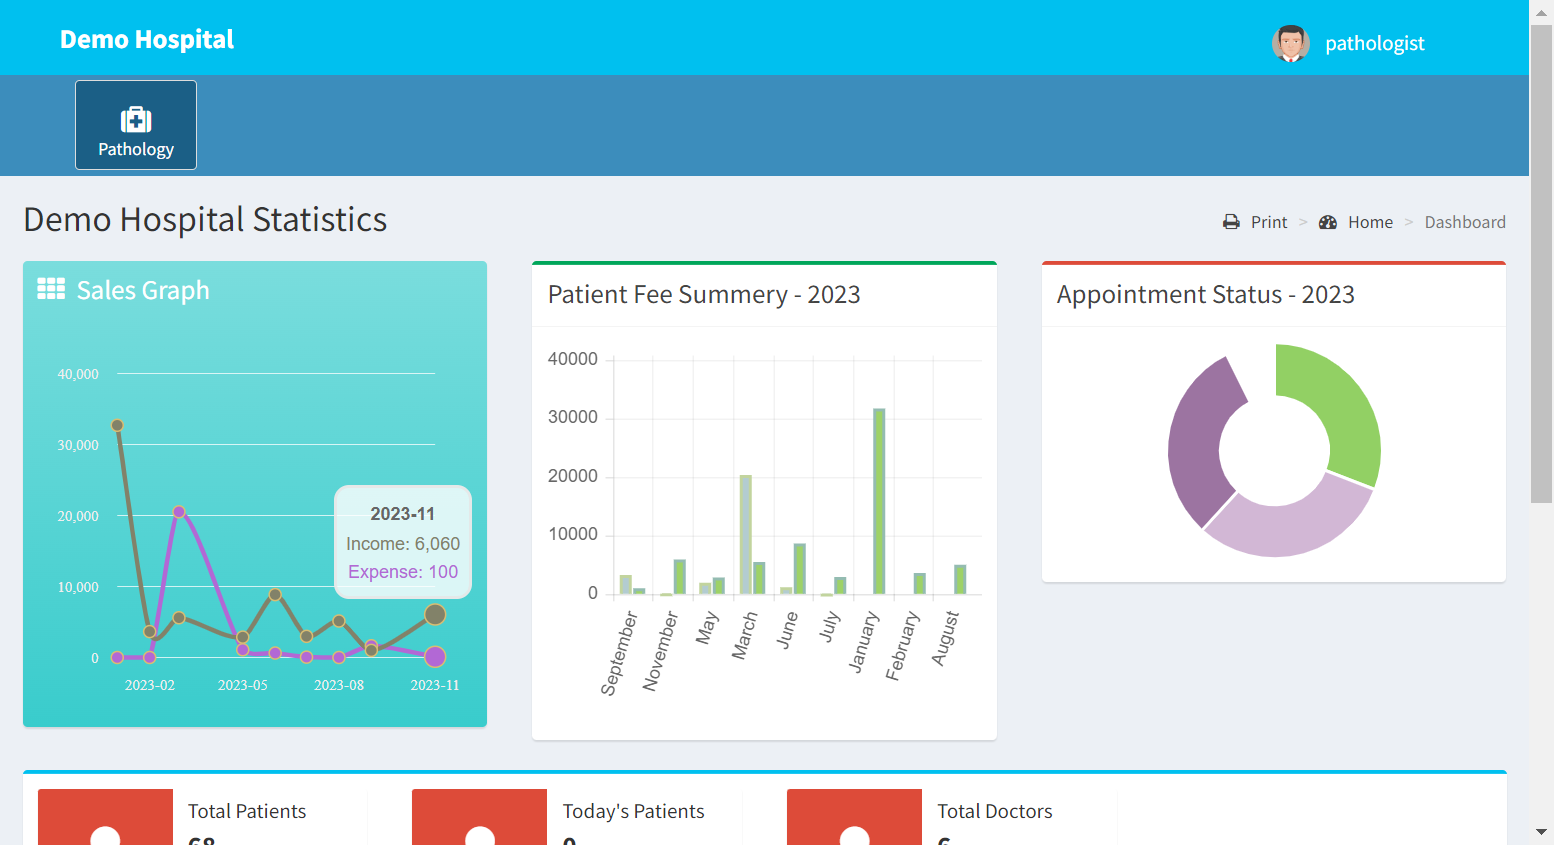 Demo Hospital
pathologist
Pathology
Demo Hospital Statistics
Print > Home > Dashboard
Sales Graph
40,000
30,000
20,000
10,000
0
2023-11
Income: 6,060
Expense: 100
2023-02 2023-05 2023-08 2023-11
Patient Fee Summery - 2023
40000
30000
20000
10000
0
September November May March June July January February August
Appointment Status - 2023
Total Patients
68
Today's Patients
0
Total Doctors
6